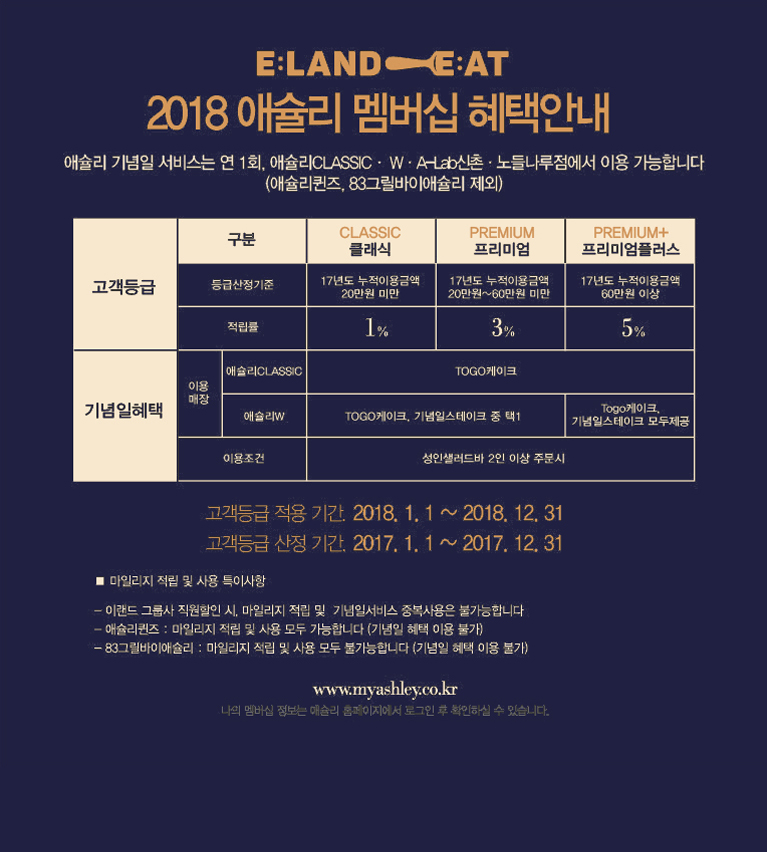 E:LAND E:AT
2018 애슐리 멤버십 혜택안내
애슐리 기념일 서비스는 연 1회, 애슐리CLASSIC · W · A-Lab신촌 · 노들나루점에서 이용 가능합니다
(애슐리퀸즈, 83그릴바이애슐리 제외)
고객등급
구분
CLASSIC
클래식
PREMIUM
프리미엄
PREMIUM+
프리미엄플러스
등급산정기준
17년도 누적이용금액
20만원 미만
17년도 누적이용금액
20만원~60만원 미만
17년도 누적이용금액
60만원 이상
적립률
1%
3%
5%
기념일혜택
이용
매장
애슐리CLASSIC
TOGO케이크
애슐리W
TOGO케이크, 기념일스테이크 중 택1
Togo케이크,
기념일스테이크 모두제공
이용조건
성인샐러드바 2인 이상 주문시
고객등급 적용 기간. 2018. 1. 1 ~ 2018. 12. 31
고객등급 산정 기간. 2017. 1. 1 ~ 2017. 12. 31
■ 마일리지 적립 및 사용 특이사항
- 이랜드 그룹사 직원할인 시, 마일리지 적립 및 기념일서비스 중복사용은 불가능합니다
- 애슐리퀸즈 : 마일리지 적립 및 사용 모두 가능합니다 (기념일 혜택 이용 불가)
- 83그릴바이애슐리 : 마일리지 적립 및 사용 모두 불가능합니다 (기념일 혜택 이용 불가)
www.myashley.co.kr
나의 멤버십 정보는 애슐리 홈페이지에서 로그인 후 확인하실 수 있습니다.